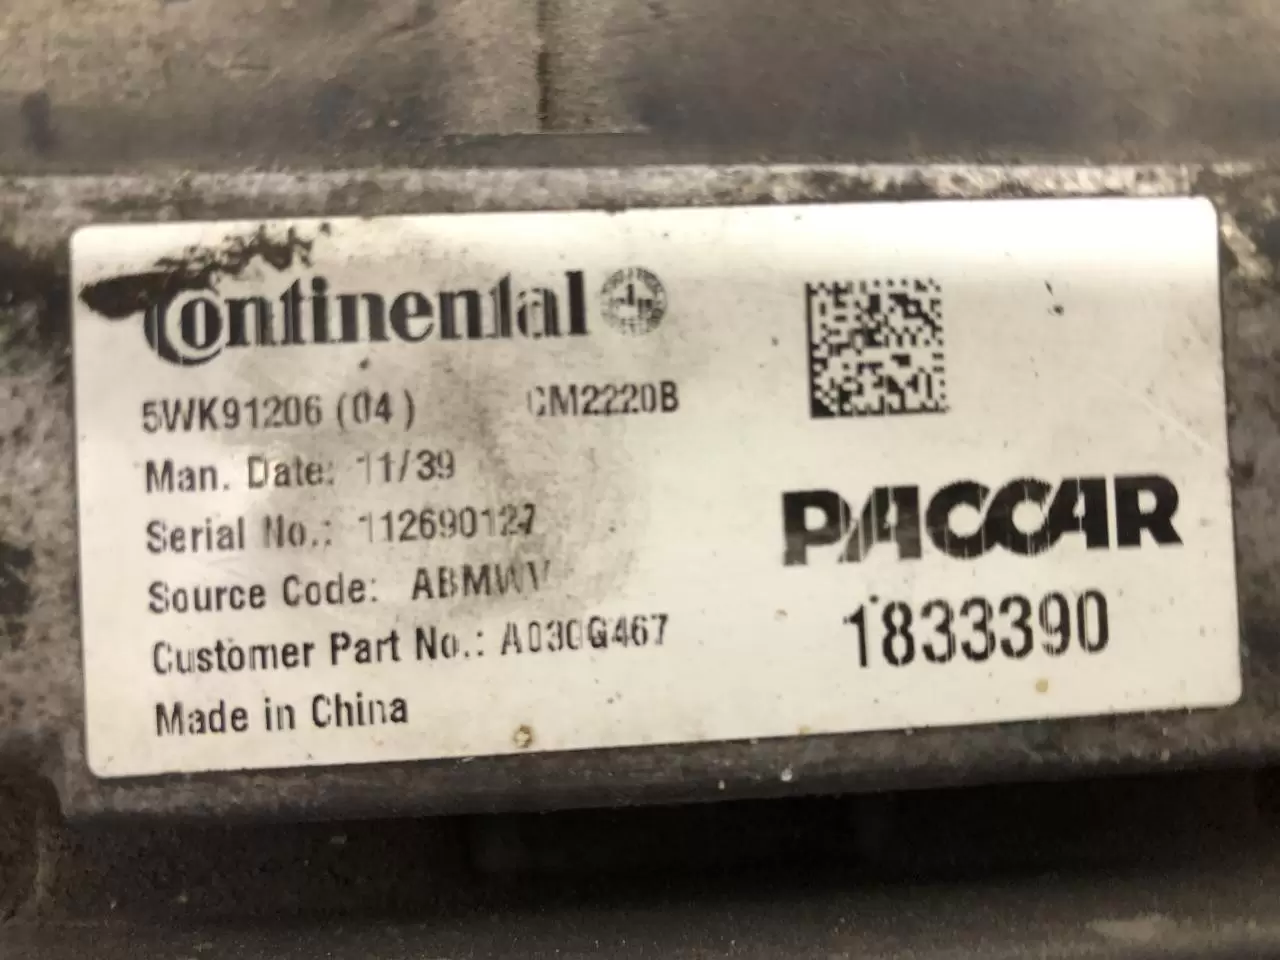 Continental
5WK91206 (04) CM2220B
Man. Date: 11/39
Serial No.: 112690127
Source Code: ABMWV
Customer Part No.: A030G467
Made in China
PACCAR
1833390